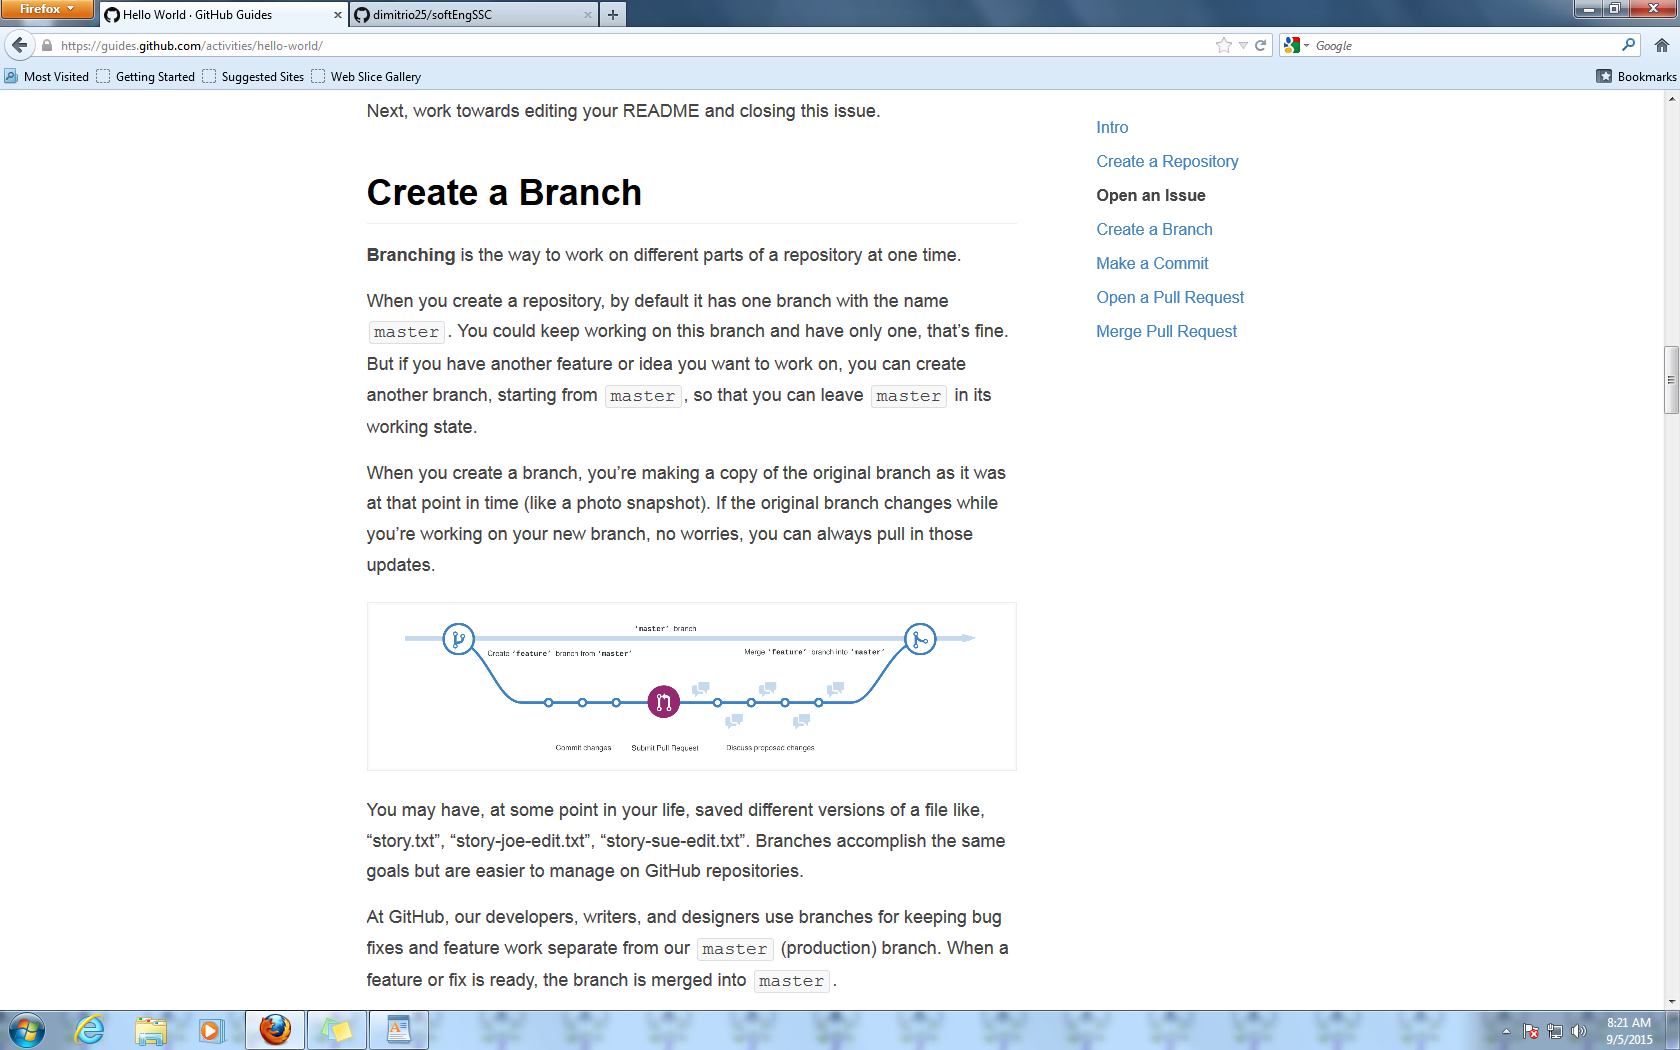 Firefox
Hello World · GitHub Guides
dimitrio25/softEngSSC
https://guides.github.com/activities/hello-world/
Google
Most Visited
Getting Started
Suggested Sites
Web Slice Gallery
Bookmarks
Next, work towards editing your README and closing this issue.
Create a Branch
Branching is the way to work on different parts of a repository at one time.
When you create a repository, by default it has one branch with the name
master. You could keep working on this branch and have only one, that’s fine.
But if you have another feature or idea you want to work on, you can create
another branch, starting from master, so that you can leave master in its
working state.
When you create a branch, you’re making a copy of the original branch as it was
at that point in time (like a photo snapshot). If the original branch changes while
you’re working on your new branch, no worries, you can always pull in those
updates.
'master' branch
Create 'feature' branch from 'master'
Merge 'feature' branch into 'master'
Commit changes
Submit Pull Request
Discuss proposed changes
You may have, at some point in your life, saved different versions of a file like,
“story.txt”, “story-joe-edit.txt”, “story-sue-edit.txt”. Branches accomplish the same
goals but are easier to manage on GitHub repositories.
At GitHub, our developers, writers, and designers use branches for keeping bug
fixes and feature work separate from our master (production) branch. When a
feature or fix is ready, the branch is merged into master.
Intro
Create a Repository
Open an Issue
Create a Branch
Make a Commit
Open a Pull Request
Merge Pull Request
8:21 AM
9/5/2015